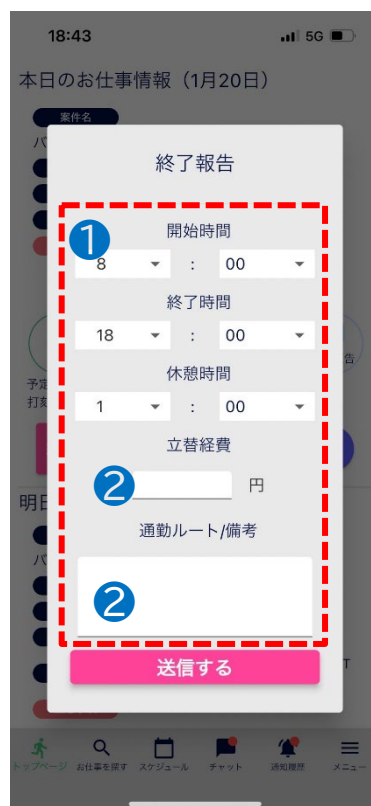 18:43 5G
本日のお仕事情報（1月20日）
案件名
終了報告
1
開始時間
8 : 00
終了時間
18 : 00
休憩時間
1 : 00
立替経費
2 円
通勤ルート/備考
2
送信する
予定
打刻
告
明日
T
トップページ お仕事を探す スケジュール チャット 通知履歴 メニュー